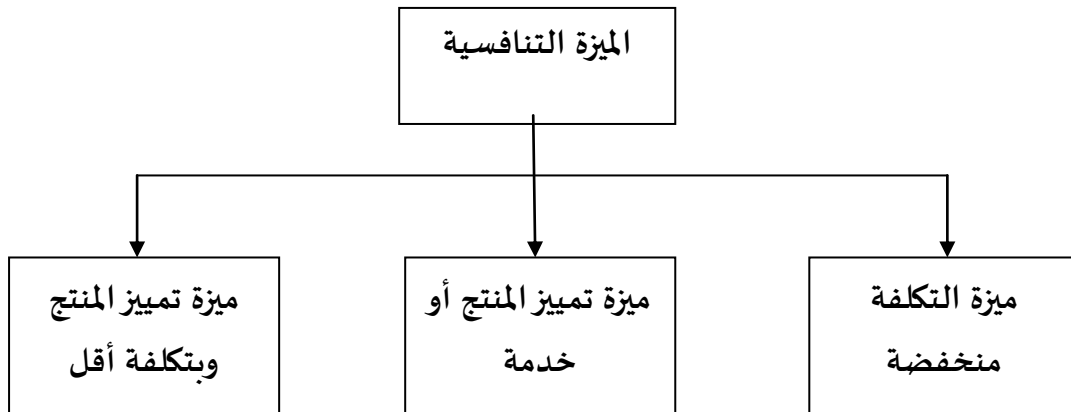 الميزة التنافسية
ميزة التكلفة
منخفضة
ميزة تمييز المنتج أو
خدمة
ميزة تمييز المنتج
وبتكلفة أقل